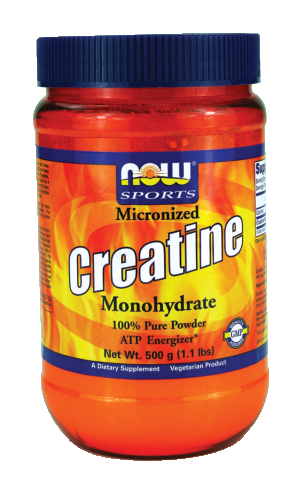 NOW
SPORTS
Micronized
Creatine
Monohydrate
100% Pure Powder
ATP Energizer*
Net Wt. 500 g (1.1 lbs)
A Dietary Supplement Vegetarian Product
GMP